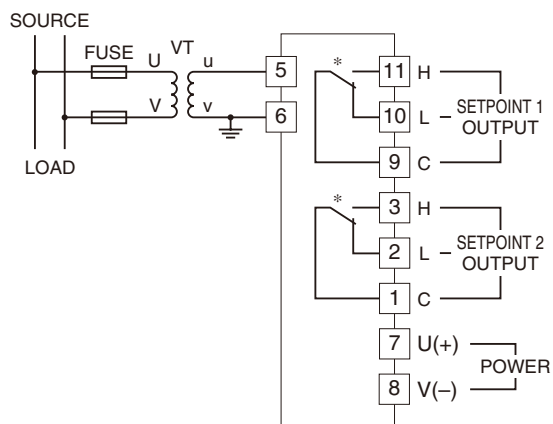 SOURCE
FUSE
U VT u
V v
LOAD
5
6
* 11 H
10 L
9 C
SETPOINT 1
OUTPUT
* 3 H
2 L
1 C
SETPOINT 2
OUTPUT
7 U(+)
8 V(–)
POWER